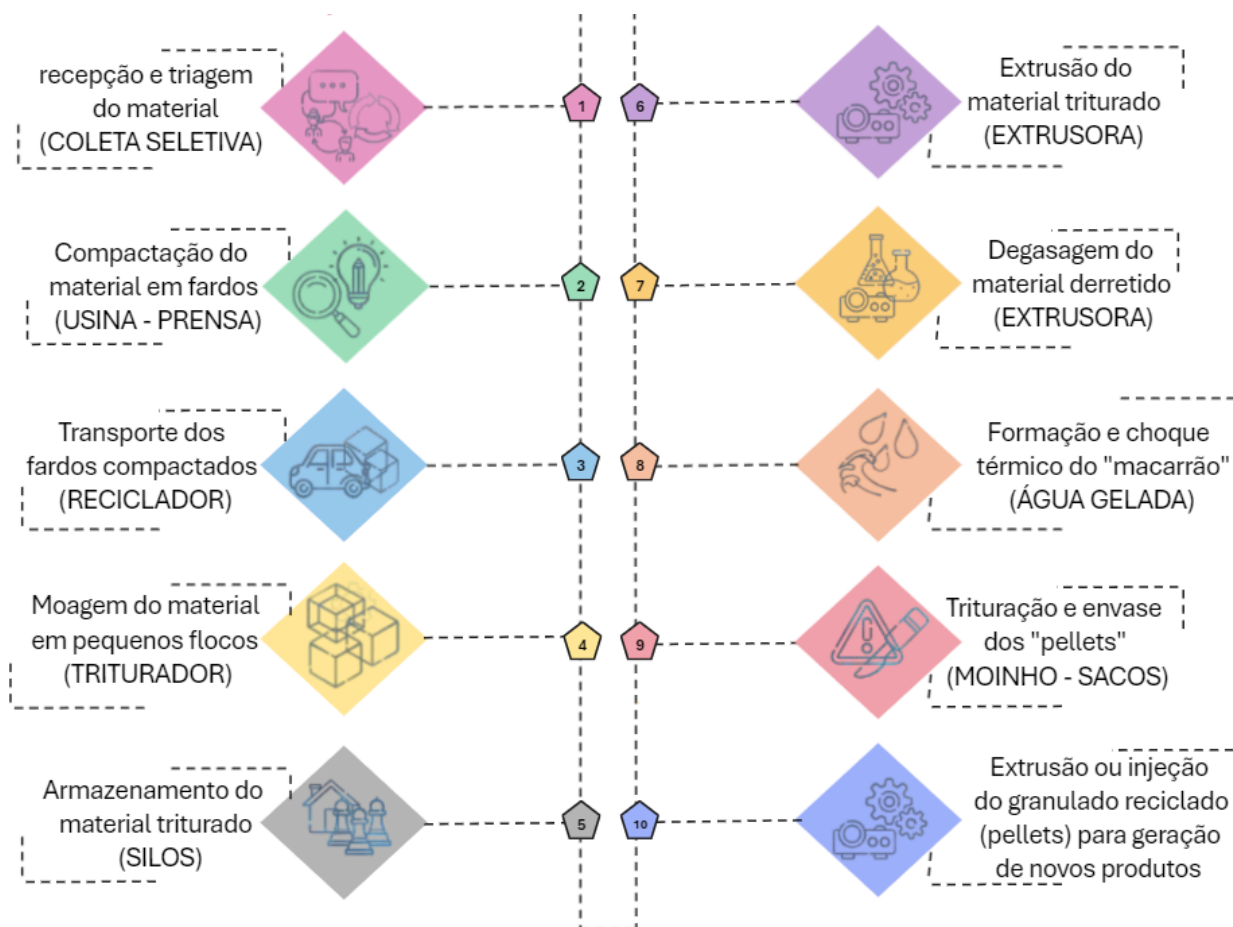 recepção e triagem
do material
(COLETA SELETIVA)
1
Compactação do
material em fardos
(USINA - PRENSA)
2
Transporte dos
fardos compactados
(RECICLADOR)
3
Moagem do material
em pequenos flocos
(TRITURADOR)
4
Armazenamento do
material triturado
(SILOS)
5
6
Extrusão do
material triturado
(EXTRUSORA)
7
Degasagem do
material derretido
(EXTRUSORA)
8
Formação e choque
térmico do "macarrão"
(ÁGUA GELADA)
9
Trituração e envase
dos "pellets"
(MOINHO - SACOS)
10
Extrusão ou injeção
do granulado reciclado
(pellets) para geração
de novos produtos